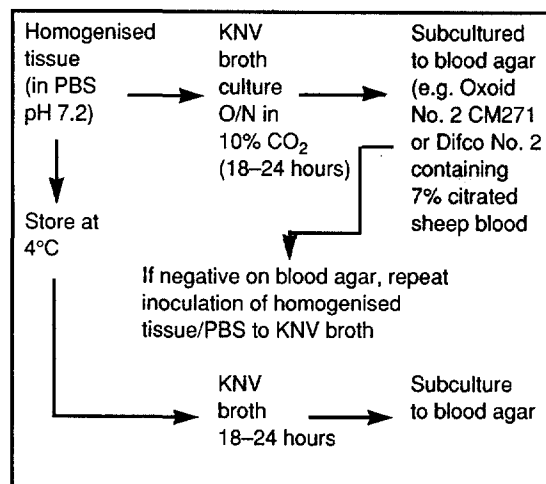 Homogenised
tissue
(in PBS
pH 7.2)
KNV
broth
culture
O/N in
10% CO₂
(18–24 hours)
Subcultured
to blood agar
(e.g. Oxoid
No. 2 CM271
or Difco No. 2
containing
7% citrated
sheep blood
Store at
4°C
If negative on blood agar, repeat
inoculation of homogenised
tissue/PBS to KNV broth
KNV
broth
18–24 hours
Subculture
to blood agar